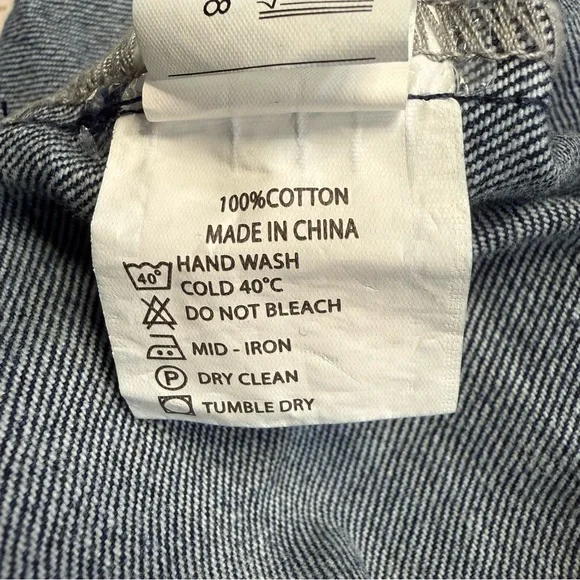 8
100%COTTON
MADE IN CHINA
40° HAND WASH
COLD 40°C
DO NOT BLEACH
MID - IRON
P DRY CLEAN
TUMBLE DRY